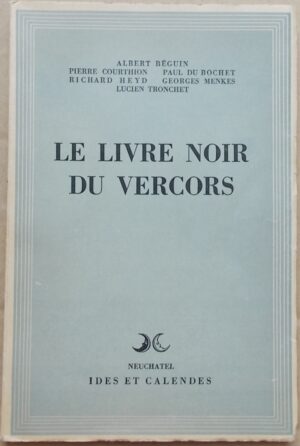 ALBERT BÉGUIN
PIERRE COURTHION PAUL DU BOCHET
RICHARD HEYD GEORGES MENKES
LUCIEN TRONCHET
LE LIVRE NOIR
DU VERCORS
NEUCHATEL
IDES ET CALENDES